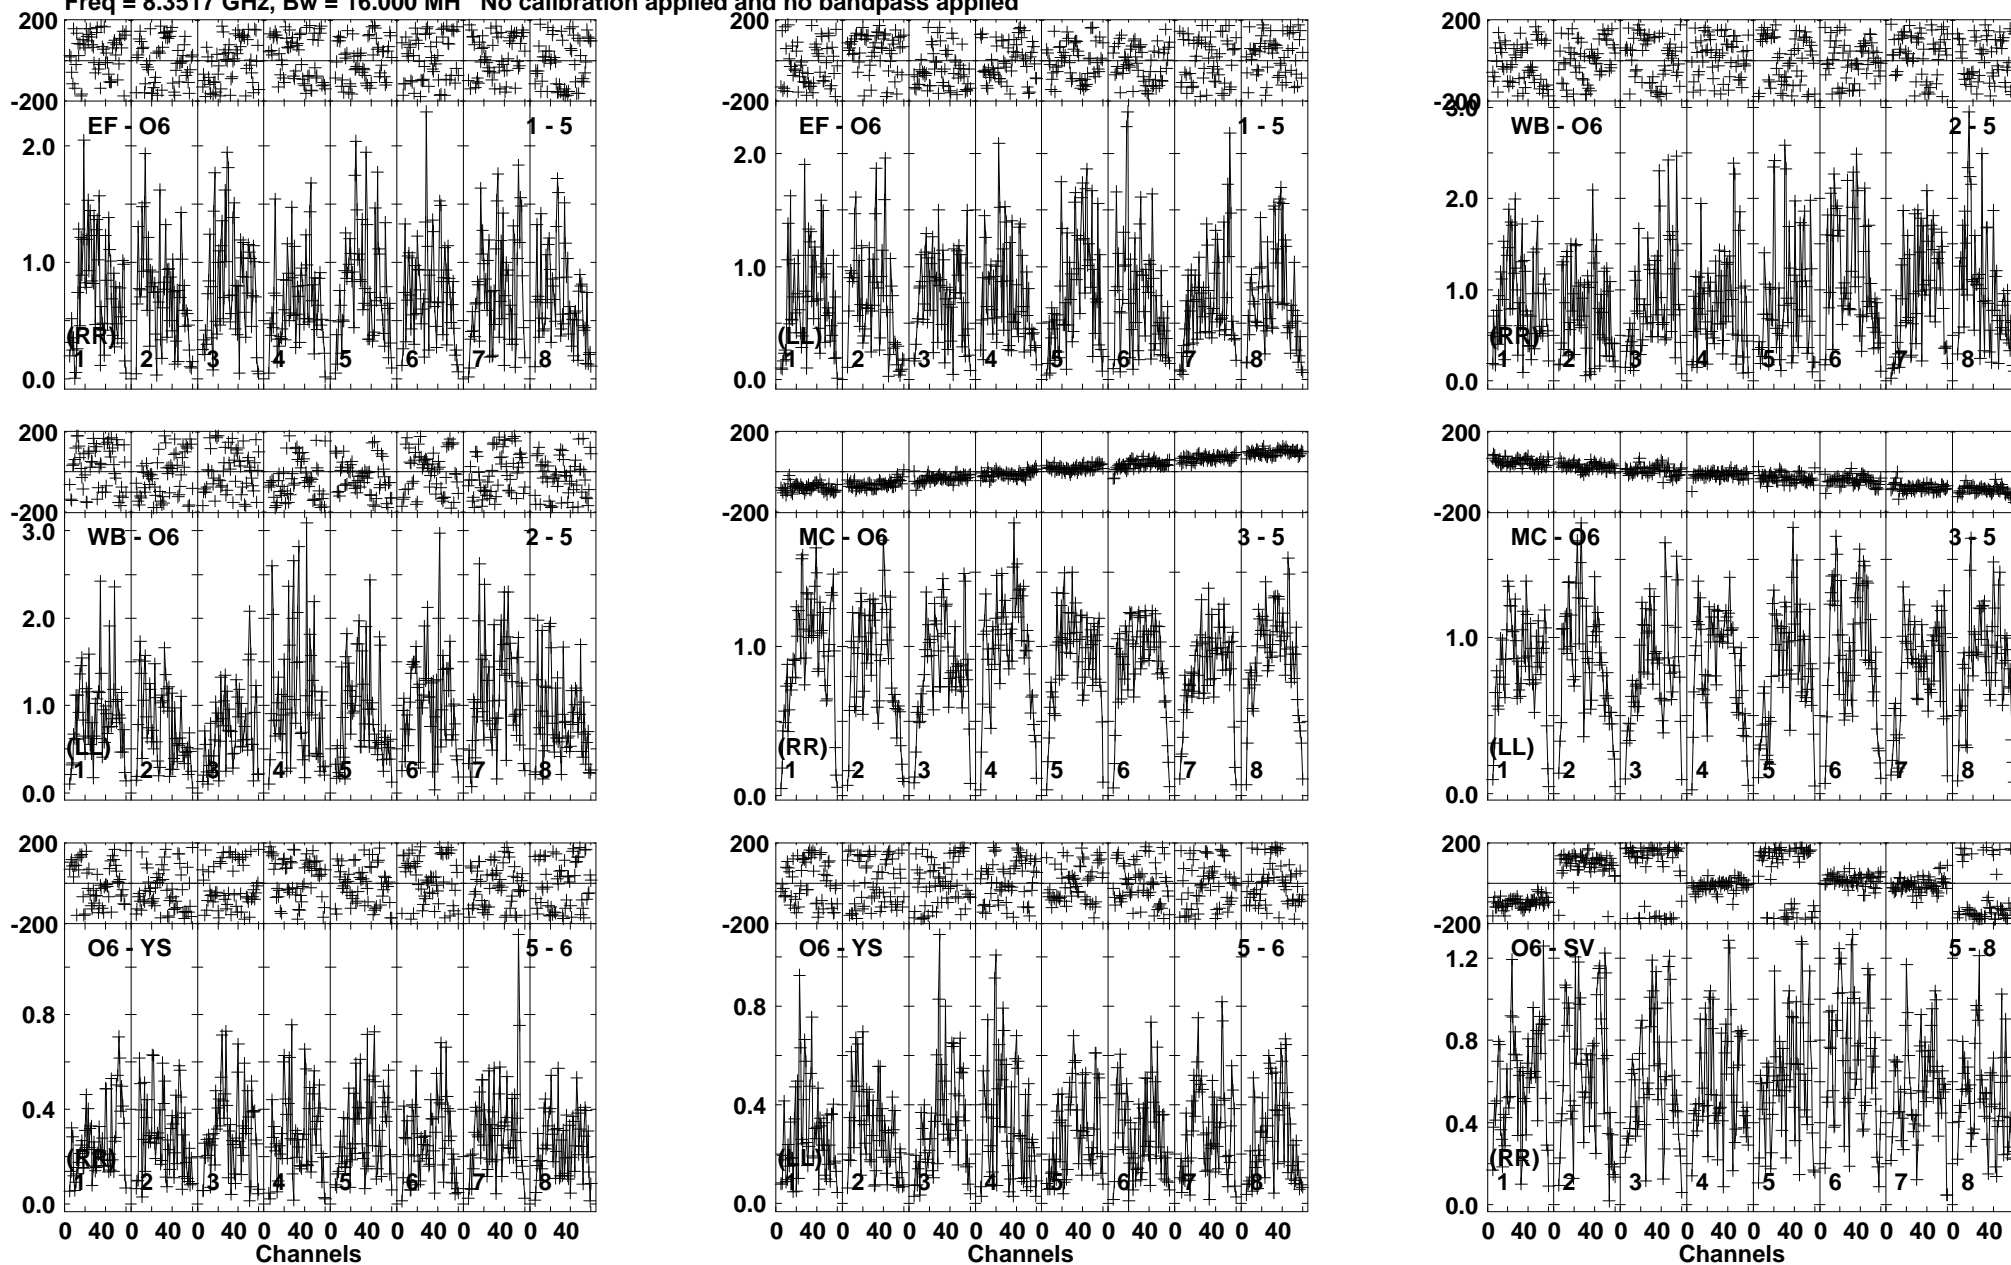 Freq = 8.3517 GHz, Bw = 16.000 MH No calibration applied and no bandpass applied
200
-200
EF - O6 1 - 5
2.0
1.0
0.0
(RR)
1 2 3 4 5 6 7 8
200
-200
EF - O6 1 - 5
2.0
1.0
0.0
(LL)
1 2 3 4 5 6 7 8
200
-200
3.0
WB - O6 2 - 5
2.0
1.0
0.0
(RR)
1 2 3 4 5 6 7 8
200
-200
3.0
WB - O6 2 - 5
2.0
1.0
0.0
(LL)
1 2 3 4 5 6 7 8
200
-200
MC - O6 3 - 5
1.0
0.0
(RR)
1 2 3 4 5 6 7 8
200
-200
MC - O6 3 - 5
1.0
0.0
(LL)
1 2 3 4 5 6 7 8
200
-200
O6 - YS 5 - 6
0.8
0.4
0.0
(RR)
1 2 3 4 5 6 7 8
0 40 0 40 0 40 0 40 0 40 0 40 0 40 0 40
Channels
200
-200
O6 - YS 5 - 6
0.8
0.4
0.0
(LL)
1 2 3 4 5 6 7 8
0 40 0 40 0 40 0 40 0 40 0 40 0 40 0 40
Channels
200
-200
O6 - SV 5 - 8
1.2
0.8
0.4
0.0
(RR)
1 2 3 4 5 6 7 8
0 40 0 40 0 40 0 40 0 40 0 40 0 40 0 40
Channels